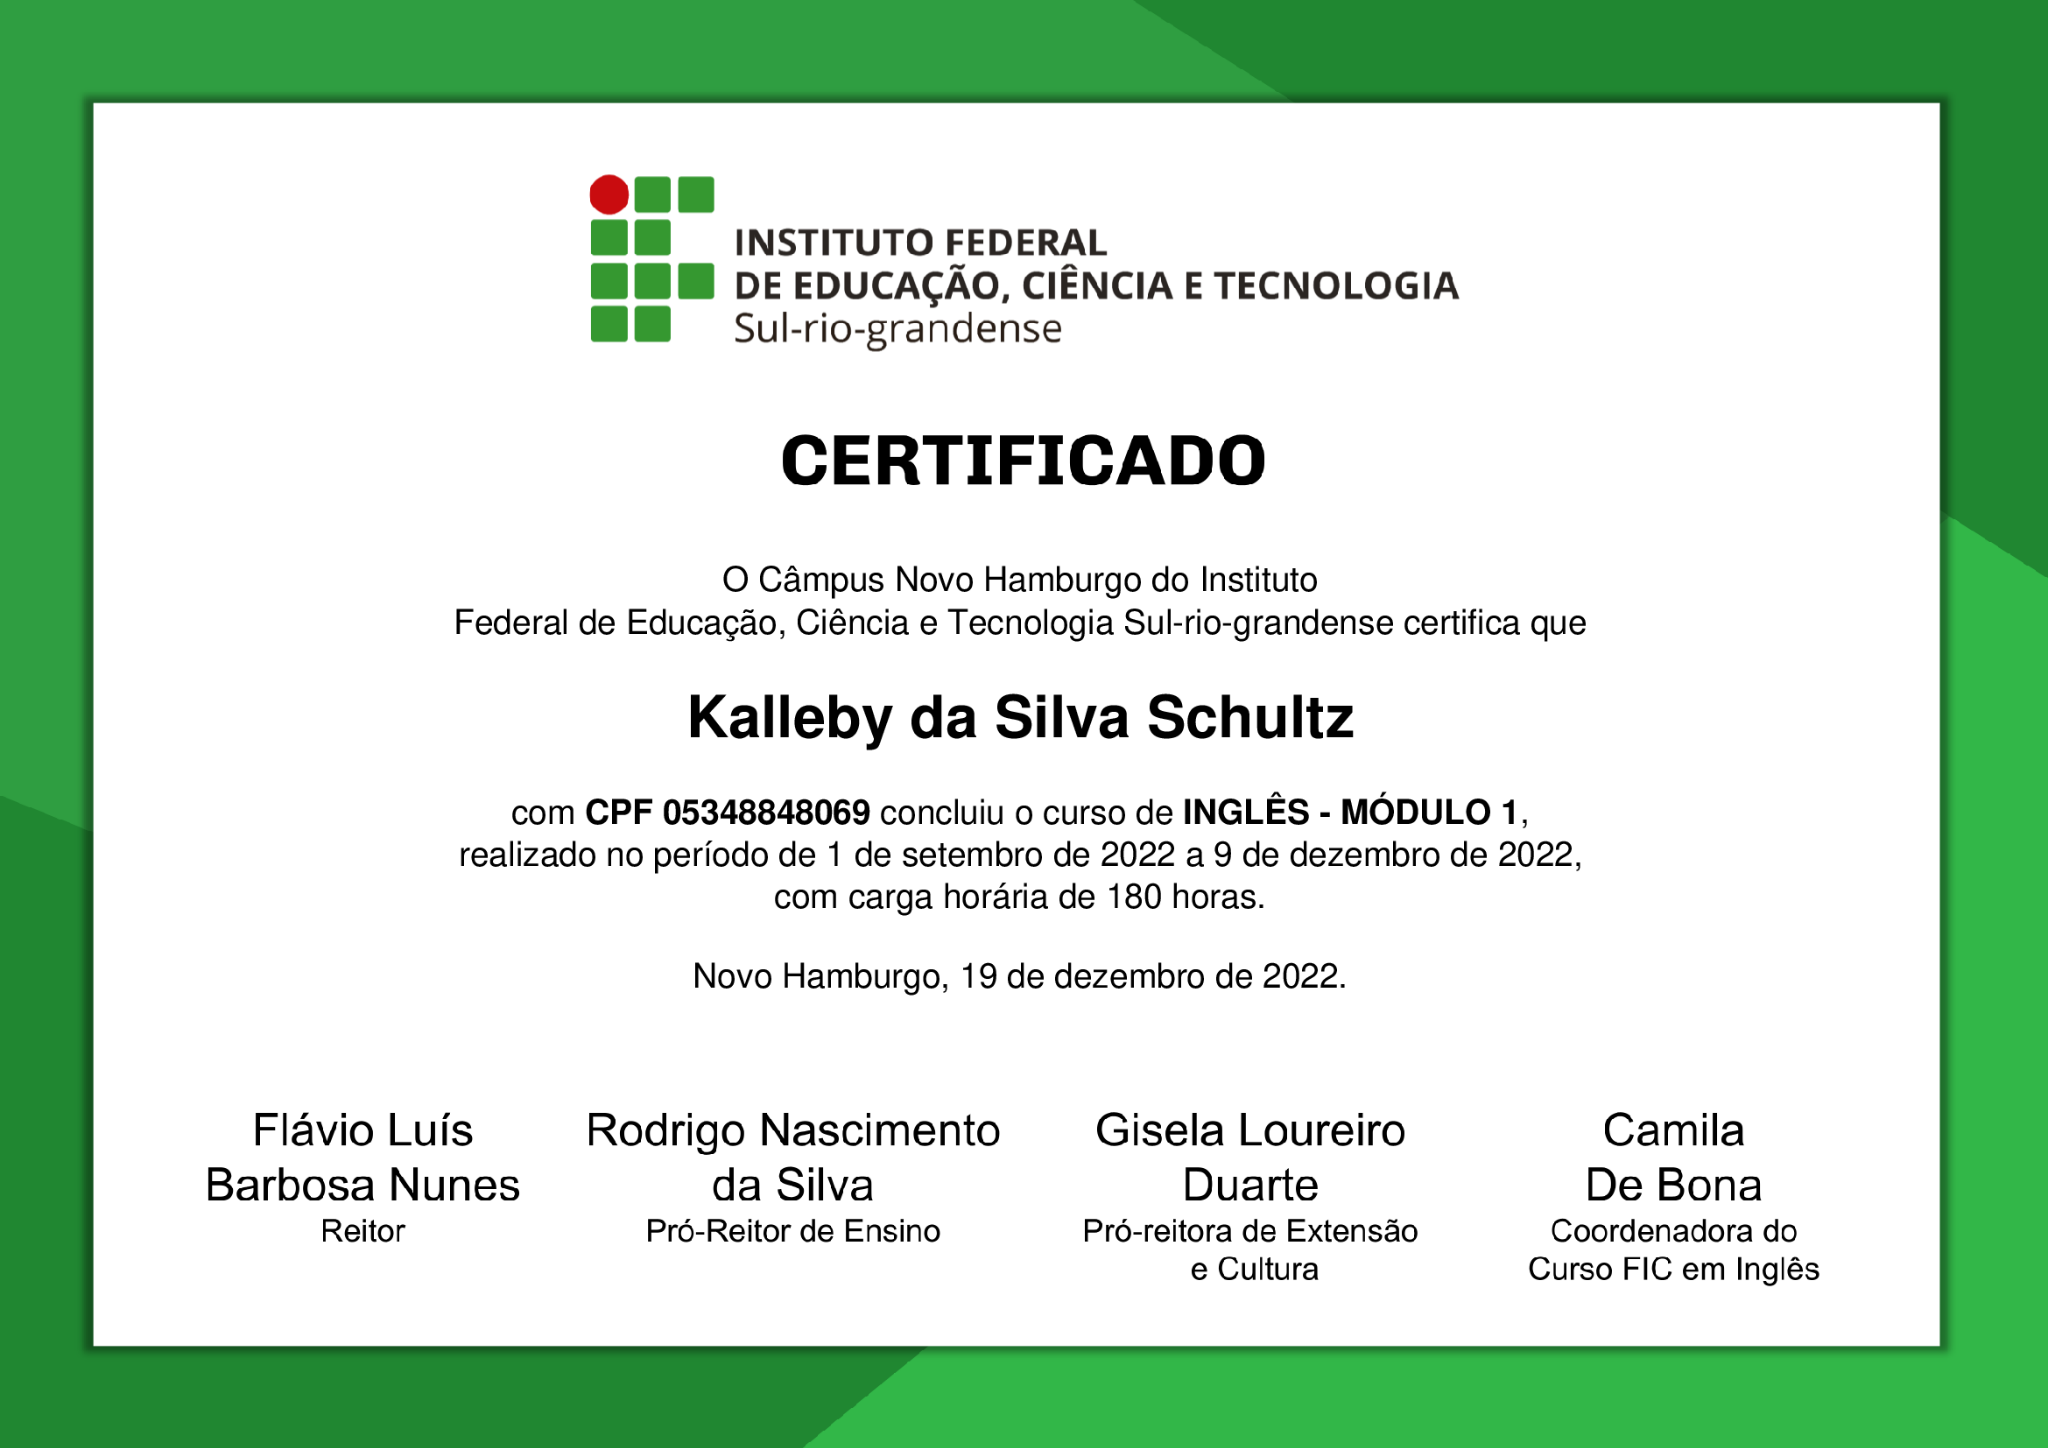 INSTITUTO FEDERAL
DE EDUCAÇÃO, CIÊNCIA E TECNOLOGIA
Sul-rio-grandense
CERTIFICADO
O Câmpus Novo Hamburgo do Instituto
Federal de Educação, Ciência e Tecnologia Sul-rio-grandense certifica que
Kalleby da Silva Schultz
com CPF 05348848069 concluiu o curso de INGLÊS - MÓDULO 1,
realizado no período de 1 de setembro de 2022 a 9 de dezembro de 2022,
com carga horária de 180 horas.
Novo Hamburgo, 19 de dezembro de 2022.
Flávio Luís
Barbosa Nunes
Reitor
Rodrigo Nascimento
da Silva
Pró-Reitor de Ensino
Gisela Loureiro
Duarte
Pró-reitora de Extensão
e Cultura
Camila
De Bona
Coordenadora do
Curso FIC em Inglês